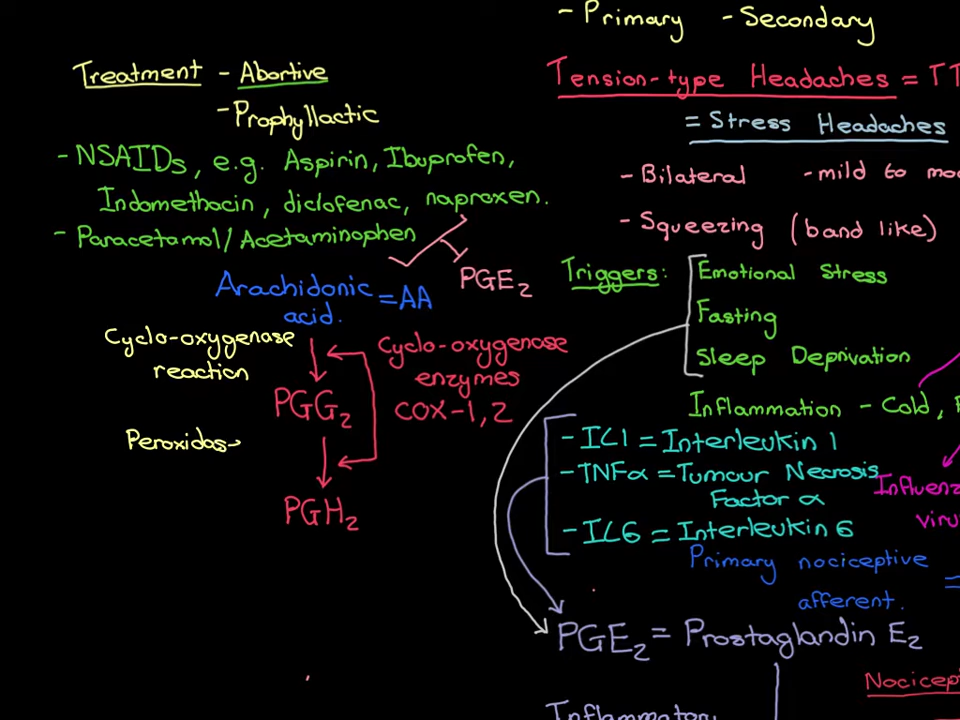 - Primary - Secondary
Treatment - Abortive
- Prophyllactic
- NSAIDs, e.g. Aspirin, Ibuprofen,
Indomethacin, diclofenac, naproxen.
- Paracetamol/Acetaminophen
PGE2
Arachidonic = AA
acid.
Cyclo-oxygenase
reaction
Cyclo-oxygenase
enzymes
COX-1,2
PGG2
Peroxidas
PGH2
Tension-type Headaches = TT
= Stress Headaches
- Bilateral - mild to mo
- Squeezing (band like)
Triggers: Emotional Stress
Fasting
Sleep Deprivation
Inflammation - Cold,
- IL1 = Interleukin 1
- TNFα = Tumour Necrosis
Factor α
Influenz
viru
- IL6 = Interleukin 6
Primary nociceptive =
afferent.
PGE2 = Prostaglandin E2
Nocicep
Inflammatory